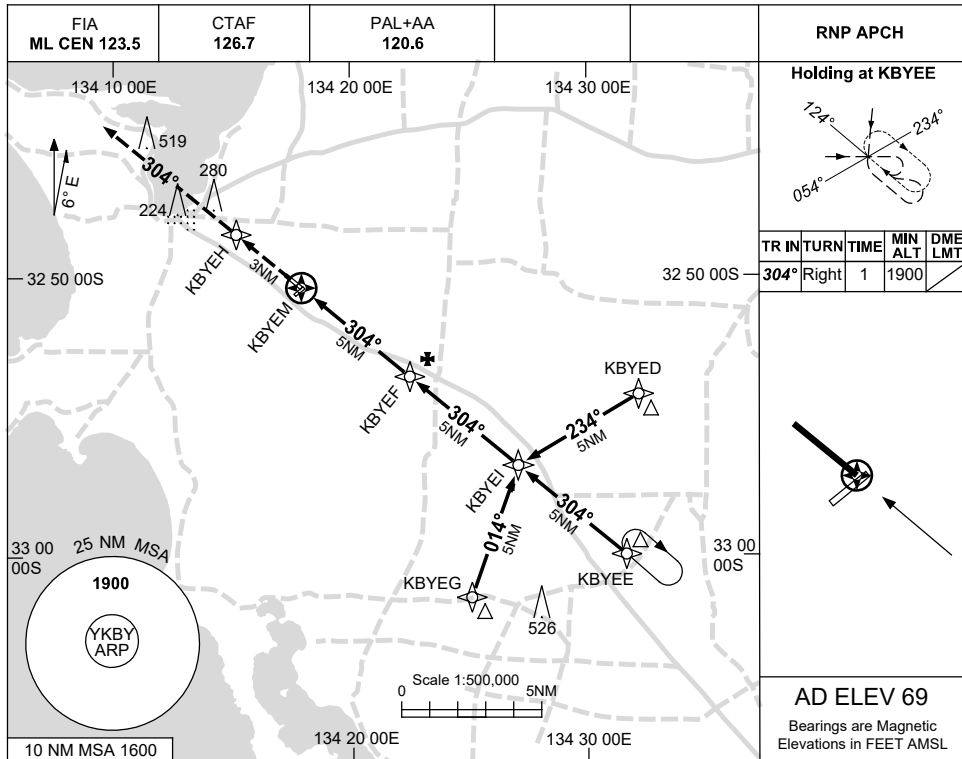 FIA
ML CEN 123.5
CTAF
126.7
PAL+AA
120.6
RNP APCH
134 10 00E
134 20 00E
134 30 00E
Holding at KBYEE
124°
234°
054°
TR IN
TURN
TIME
MIN
ALT
DME
LMT
304°
Right
1
1900
6° E
519
304°
280
224
KBYEH
3NM
32 50 00S
32 50 00S
KBYEM
304°
5NM
KBYEF
KBYED
304°
5NM
234°
5NM
KBYEI
304°
5NM
014°
5NM
KBYEE
KBYEG
526
33 00
00S
33 00
00S
25 NM MSA
1900
YKBY
ARP
10 NM MSA 1600
Scale 1:500,000
0
5NM
134 20 00E
134 30 00E
AD ELEV 69
Bearings are Magnetic
Elevations in FEET AMSL